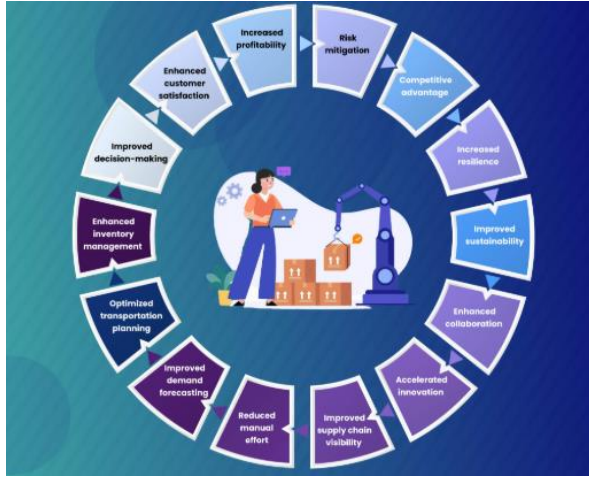 Increased
profitability
Risk
mitigation
Competitive
advantage
Increased
resilience
Improved
sustainability
Enhanced
collaboration
Accelerated
innovation
Improved
supply chain
visibility
Reduced
manual
effort
Improved
demand
forecasting
Optimized
transportation
planning
Enhanced
inventory
management
Improved
decision-making
Enhanced
customer
satisfaction